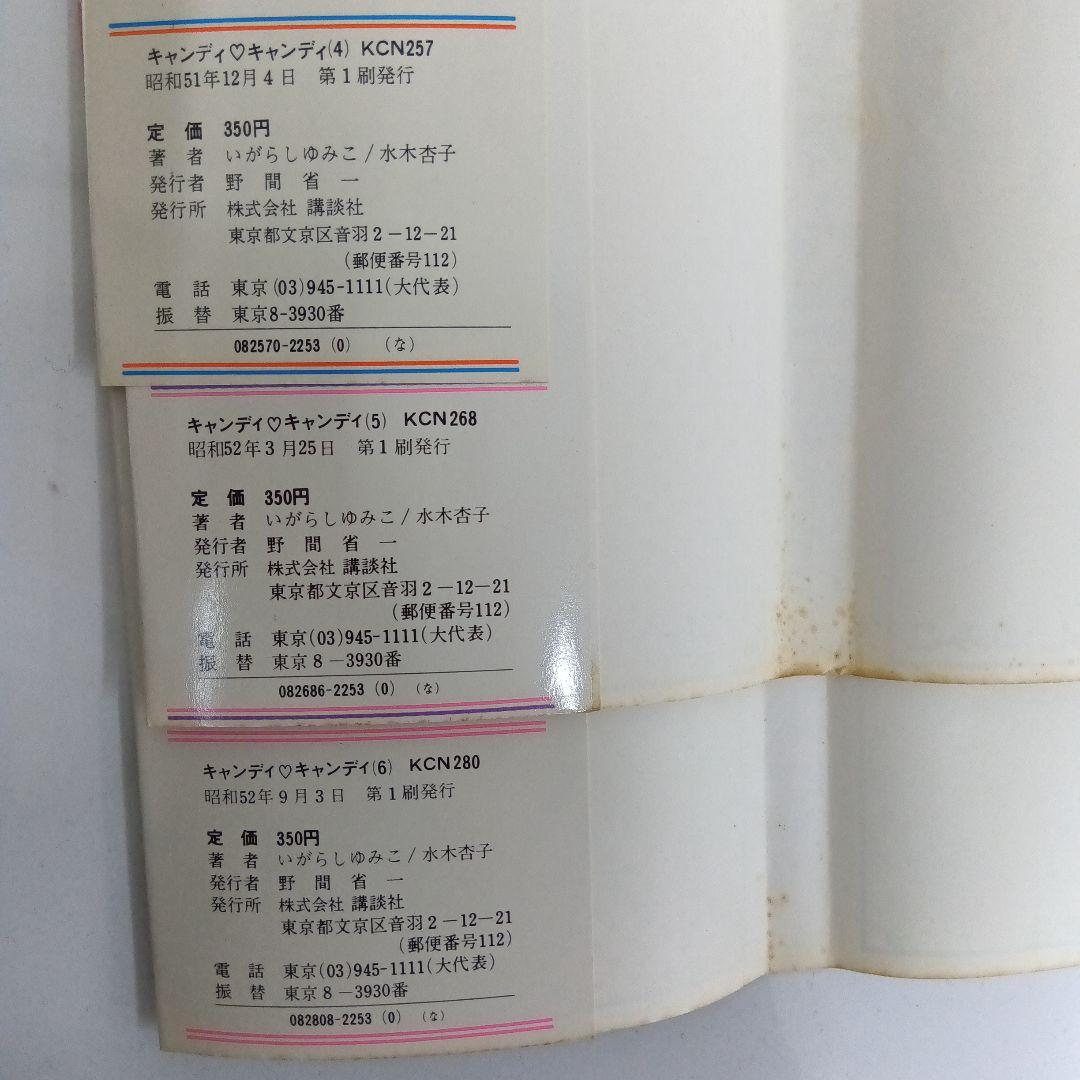 キャンディ♡キャンディ(4) KCN257
昭和51年12月4日 第1刷発行
定価 350円
著者 いがらしゆみこ/水木杏子
発行者 野間省一
発行所 株式会社 講談社
東京都文京区音羽2-12-21
(郵便番号112)
電話 東京(03)945-1111(大代表)
振替 東京8-3930番
082570-2253 (0) (な)
キャンディ♡キャンディ(5) KCN268
昭和52年3月25日 第1刷発行
定価 350円
著者 いがらしゆみこ/水木杏子
発行者 野間省一
発行所 株式会社 講談社
東京都文京区音羽2-12-21
(郵便番号112)
電話 東京(03)945-1111(大代表)
振替 東京8-3930番
082686-2253 (0) (な)
キャンディ♡キャンディ(6) KCN280
昭和52年9月3日 第1刷発行
定価 350円
著者 いがらしゆみこ/水木杏子
発行者 野間省一
発行所 株式会社 講談社
東京都文京区音羽2-12-21
(郵便番号112)
電話 東京(03)945-1111(大代表)
振替 東京8-3930番
082808-2253 (0) (な)